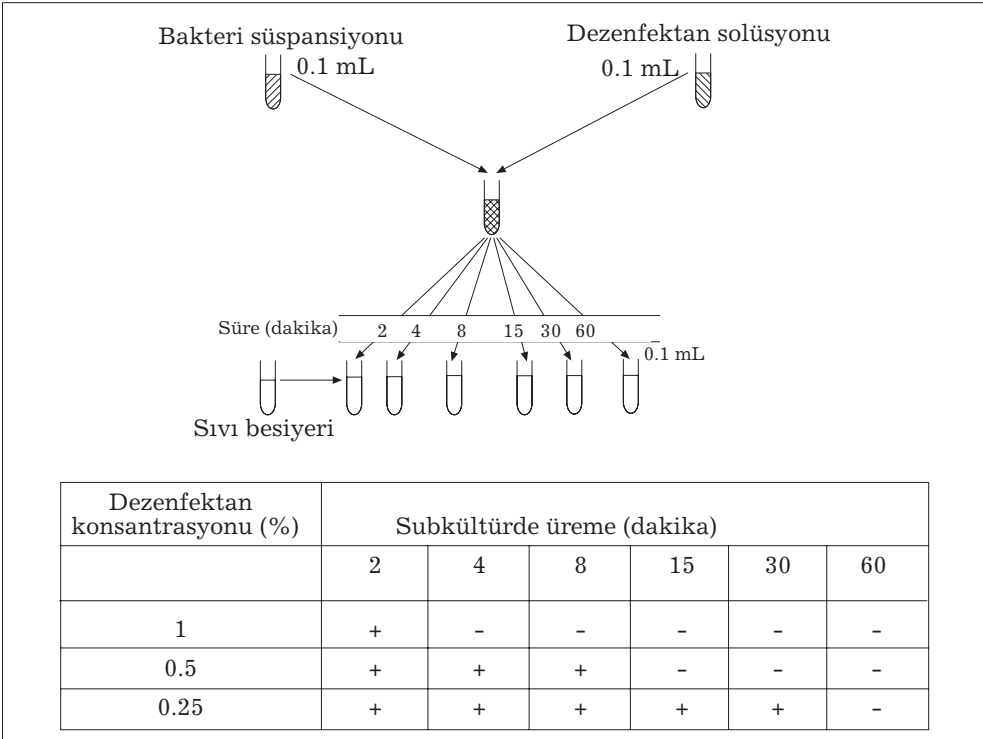 Bakteri süspansiyonu
0.1 mL
Dezenfektan solüsyonu
0.1 mL
Süre (dakika) 2 4 8 15 30 60
0.1 mL
Sıvı besiyeri
Dezenfektan
konsantrasyonu (%)
Subkültürde üreme (dakika)
2 4 8 15 30 60
1 + - - - - -
0.5 + + + - - -
0.25 + + + + + -